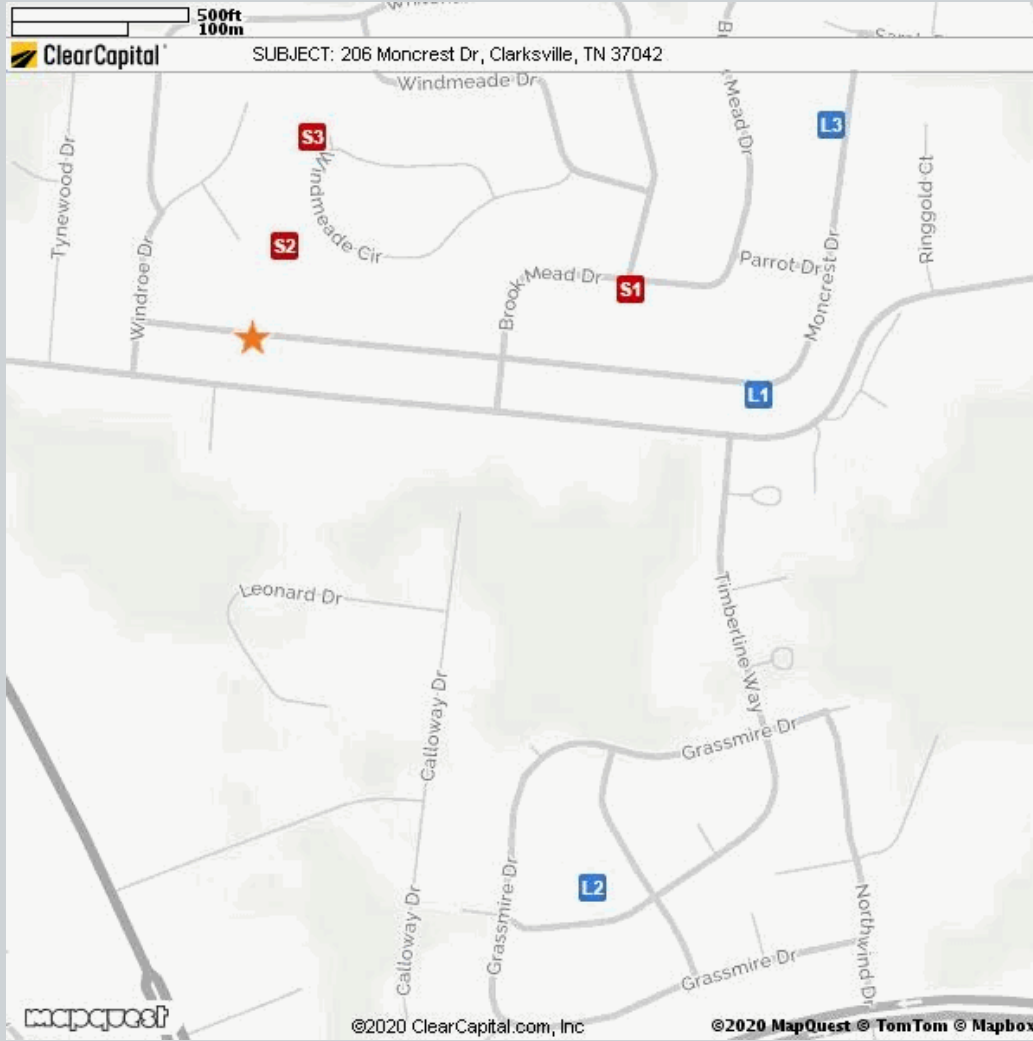 500ft
100m
ClearCapital
SUBJECT: 206 Moncrest Dr, Clarksville, TN 37042
Windmeade Dr
Mead Dr
L3
S3
Tynewood Dr
Windmeade Cir
Ringgold Ct
S2
Windroe Dr
Parrot Dr
Moncrest Dr
Brook Mead Dr
S1
L1
Leonard Dr
Timberline Way
Calloway Dr
Grassmire Dr
L2
Grassmire Dr
Calloway Dr
Northwind Dr
Grassmire Dr
mapquest
©2020 ClearCapital.com, Inc
©2020 MapQuest © TomTom © Mapbox